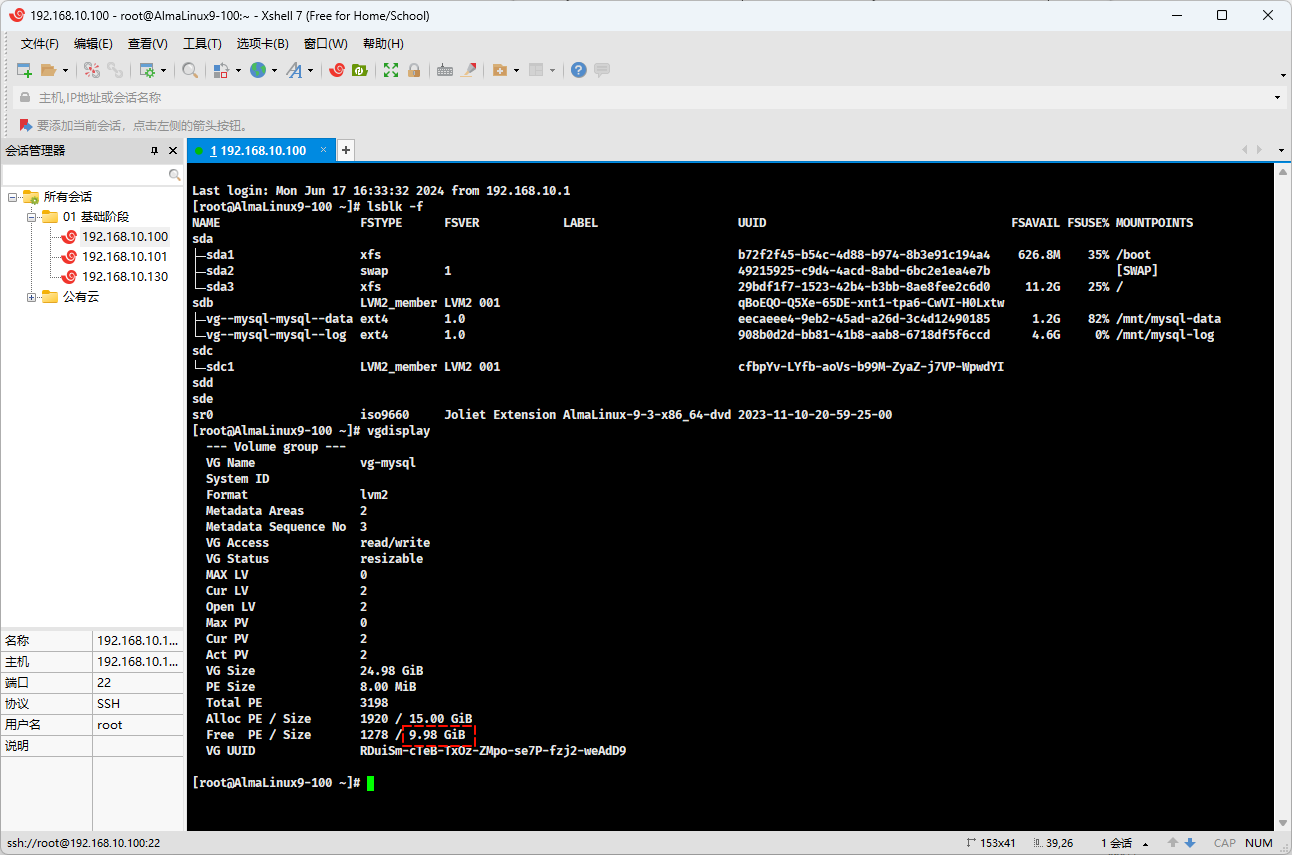 192.168.10.100 - root@AlmaLinux9-100:~ - Xshell 7 (Free for Home/School)
文件(F) 编辑(E) 查看(V) 工具(T) 选项卡(B) 窗口(W) 帮助(H)
主机,IP地址或会话名称
要添加当前会话，点击左侧的箭头按钮。
会话管理器
1 192.168.10.100
所有会话
01 基础阶段
192.168.10.100
192.168.10.101
192.168.10.130
公有云
名称 192.168.10.1...
主机 192.168.10.1...
端口 22
协议 SSH
用户名 root
说明
Last login: Mon Jun 17 16:33:32 2024 from 192.168.10.1
[root@AlmaLinux9-100 ~]# lsblk -f
NAME FSTYPE FSVER LABEL UUID FSAVAIL FSUSE% MOUNTPOINTS
sda
├─sda1 xfs b72f2f45-b54c-4d88-b974-8b3e91c194a4 626.8M 35% /boot
├─sda2 swap 1 49215925-c9d4-4acd-8abd-6bc2e1ea4e7b [SWAP]
└─sda3 xfs 29bdf1f7-1523-42b4-b3bb-8ae8fee2c6d0 11.2G 25% /
sdb LVM2_member LVM2 001 qBoEQO-Q5Xe-65DE-xnt1-tpa6-CwVI-H0Lxtw
├─vg--mysql-mysql--data ext4 1.0 eecaeee4-9eb2-45ad-a26d-3c4d12490185 1.2G 82% /mnt/mysql-data
└─vg--mysql-mysql--log ext4 1.0 908b0d2d-bb81-41b8-aab8-6718df5f6ccd 4.6G 0% /mnt/mysql-log
sdc
└─sdc1 LVM2_member LVM2 001 cfbpYv-LYfb-aoVs-b99M-ZyaZ-j7VP-WpwdYI
sdd
sde
sr0 iso9660 Joliet Extension AlmaLinux-9-3-x86_64-dvd 2023-11-10-20-59-25-00
[root@AlmaLinux9-100 ~]# vgdisplay
--- Volume group ---
VG Name vg-mysql
System ID
Format lvm2
Metadata Areas 2
Metadata Sequence No 3
VG Access read/write
VG Status resizable
MAX LV 0
Cur LV 2
Open LV 2
Max PV 0
Cur PV 2
Act PV 2
VG Size 24.98 GiB
PE Size 8.00 MiB
Total PE 3198
Alloc PE / Size 1920 / 15.00 GiB
Free PE / Size 1278 / 9.98 GiB
VG UUID RDuiSm-cTeB-TxOz-ZMpo-se7P-fzj2-weAdD9
[root@AlmaLinux9-100 ~]#
ssh://root@192.168.10.100:22 153x41 39,26 1 会话 CAP NUM